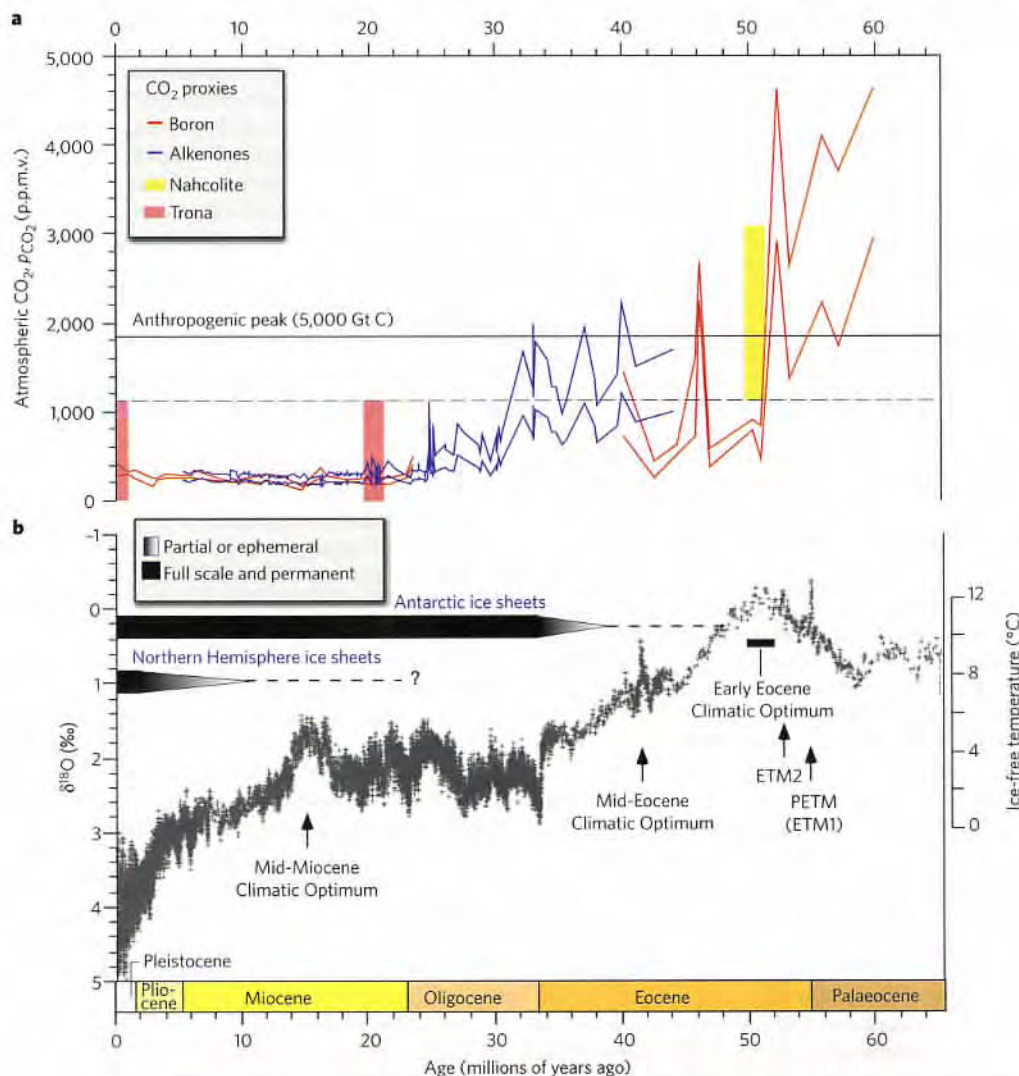 a
0 10 20 30 40 50 60
5,000
4,000
3,000
2,000
1,000
0
Atmospheric CO₂, pCO₂ (p.p.m.v.)
CO₂ proxies
Boron
Alkenones
Nahcolite
Trona
Anthropogenic peak (5,000 Gt C)
b
–1
0
1
2
3
4
5
δ¹⁸O (‰)
Partial or ephemeral
Full scale and permanent
Antarctic ice sheets
Northern Hemisphere ice sheets
?
12
8
4
0
Ice-free temperature (°C)
Early Eocene
Climatic Optimum
ETM2
PETM
(ETM1)
Mid-Eocene
Climatic Optimum
Mid-Miocene
Climatic Optimum
Pleistocene
Plio-
cene
Miocene
Oligocene
Eocene
Palaeocene
0 10 20 30 40 50 60
Age (millions of years ago)